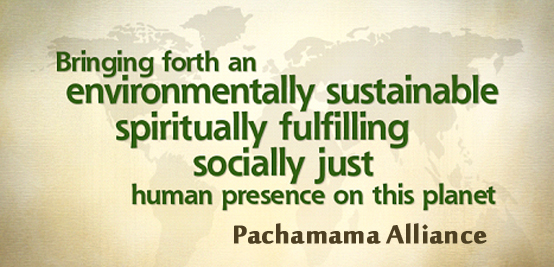 Bringing forth an
environmentally sustainable
spiritually fulfilling
socially just
human presence on this planet
Pachamama Alliance